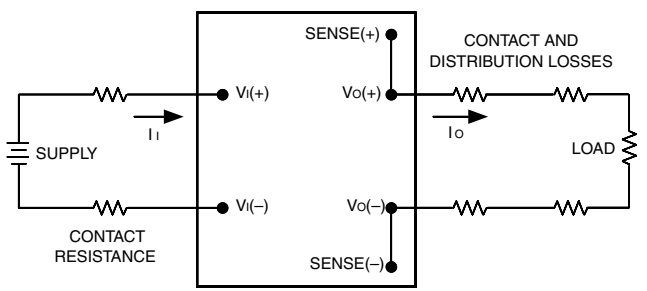 SENSE(+)
CONTACT AND
DISTRIBUTION LOSSES
VI(+)
VO(+)
II
IO
SUPPLY
LOAD
VI(–)
VO(–)
CONTACT
RESISTANCE
SENSE(–)